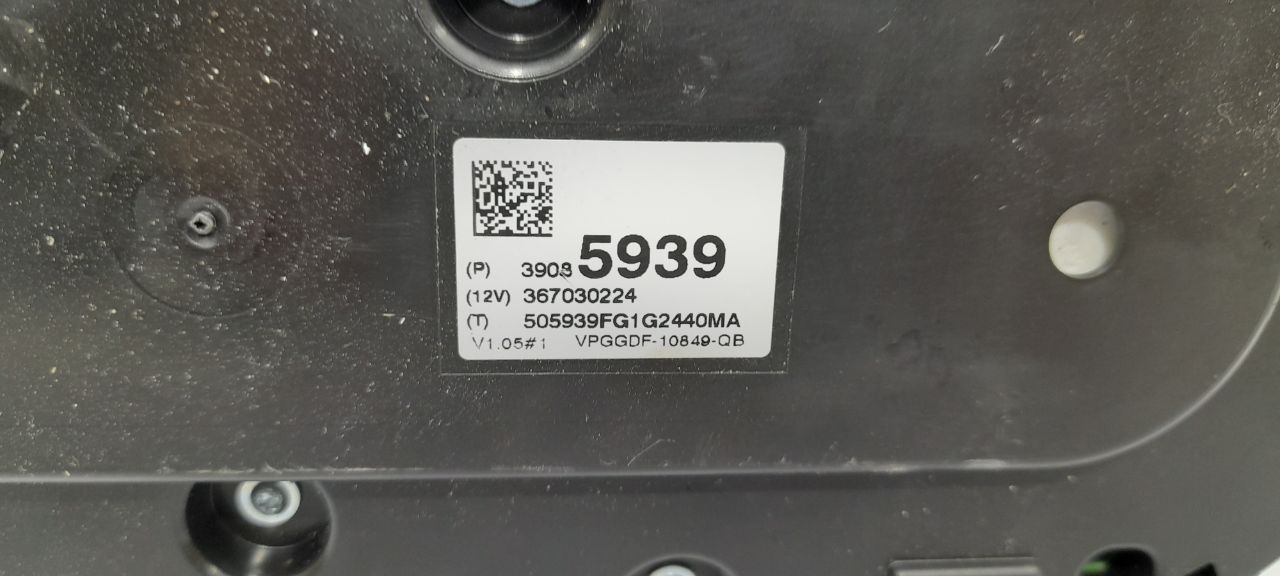 (P) 39085939
(12V) 367030224
(T) 505939FG1G2440MA
V1.05#1 VPGGDF-10849-QB